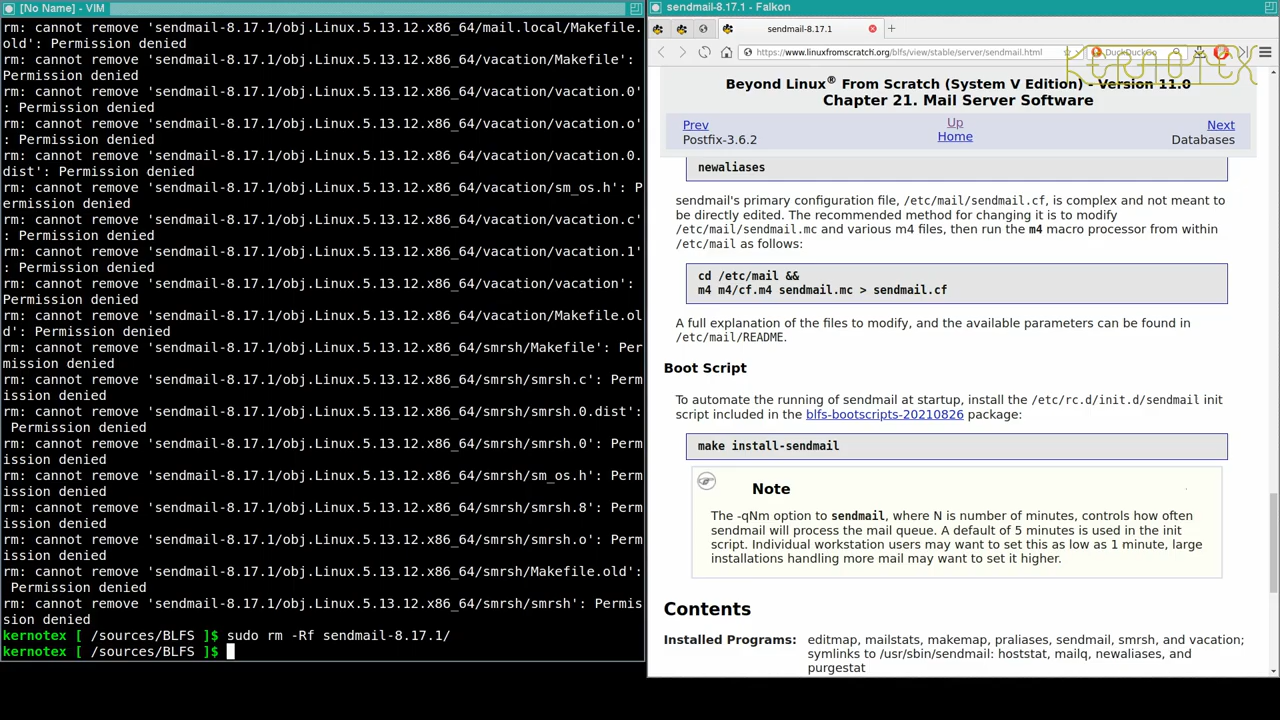 [No Name] - VIM
rm: cannot remove 'sendmail-8.17.1/obj.Linux.5.13.12.x86_64/mail.local/Makefile.
old': Permission denied
rm: cannot remove 'sendmail-8.17.1/obj.Linux.5.13.12.x86_64/vacation/Makefile':
Permission denied
rm: cannot remove 'sendmail-8.17.1/obj.Linux.5.13.12.x86_64/vacation/vacation.0'
: Permission denied
rm: cannot remove 'sendmail-8.17.1/obj.Linux.5.13.12.x86_64/vacation/vacation.o'
: Permission denied
rm: cannot remove 'sendmail-8.17.1/obj.Linux.5.13.12.x86_64/vacation/vacation.0.
dist': Permission denied
rm: cannot remove 'sendmail-8.17.1/obj.Linux.5.13.12.x86_64/vacation/sm_os.h': P
ermission denied
rm: cannot remove 'sendmail-8.17.1/obj.Linux.5.13.12.x86_64/vacation/vacation.c'
: Permission denied
rm: cannot remove 'sendmail-8.17.1/obj.Linux.5.13.12.x86_64/vacation/vacation.1'
: Permission denied
rm: cannot remove 'sendmail-8.17.1/obj.Linux.5.13.12.x86_64/vacation/vacation':
Permission denied
rm: cannot remove 'sendmail-8.17.1/obj.Linux.5.13.12.x86_64/vacation/Makefile.ol
d': Permission denied
rm: cannot remove 'sendmail-8.17.1/obj.Linux.5.13.12.x86_64/smrsh/Makefile': Per
mission denied
rm: cannot remove 'sendmail-8.17.1/obj.Linux.5.13.12.x86_64/smrsh/smrsh.c': Perm
ission denied
rm: cannot remove 'sendmail-8.17.1/obj.Linux.5.13.12.x86_64/smrsh/smrsh.0.dist':
 Permission denied
rm: cannot remove 'sendmail-8.17.1/obj.Linux.5.13.12.x86_64/smrsh/smrsh.0': Perm
ission denied
rm: cannot remove 'sendmail-8.17.1/obj.Linux.5.13.12.x86_64/smrsh/sm_os.h': Perm
ission denied
rm: cannot remove 'sendmail-8.17.1/obj.Linux.5.13.12.x86_64/smrsh/smrsh.8': Perm
ission denied
rm: cannot remove 'sendmail-8.17.1/obj.Linux.5.13.12.x86_64/smrsh/smrsh.o': Perm
ission denied
rm: cannot remove 'sendmail-8.17.1/obj.Linux.5.13.12.x86_64/smrsh/Makefile.old':
 Permission denied
rm: cannot remove 'sendmail-8.17.1/obj.Linux.5.13.12.x86_64/smrsh/smrsh': Permis
sion denied
kernotex [ /sources/BLFS ]$ sudo rm -Rf sendmail-8.17.1/
kernotex [ /sources/BLFS ]$
sendmail-8.17.1 - Falkon
sendmail-8.17.1
https://www.linuxfromscratch.org/blfs/view/stable/server/sendmail.html
DuckDuckGo
KERNOTEX
Beyond Linux® From Scratch (System V Edition) - Version 11.0
Chapter 21. Mail Server Software
Prev Up Next
Postfix-3.6.2 Home Databases
newaliases
sendmail's primary configuration file, /etc/mail/sendmail.cf, is complex and not meant to
be directly edited. The recommended method for changing it is to modify
/etc/mail/sendmail.mc and various m4 files, then run the m4 macro processor from within
/etc/mail as follows:
cd /etc/mail &&
m4 m4/cf.m4 sendmail.mc > sendmail.cf
A full explanation of the files to modify, and the available parameters can be found in
/etc/mail/README.
Boot Script
To automate the running of sendmail at startup, install the /etc/rc.d/init.d/sendmail init
script included in the blfs-bootscripts-20210826 package:
make install-sendmail
Note
The -qNm option to sendmail, where N is number of minutes, controls how often
sendmail will process the mail queue. A default of 5 minutes is used in the init
script. Individual workstation users may want to set this as low as 1 minute, large
installations handling more mail may want to set it higher.
Contents
Installed Programs: editmap, mailstats, makemap, praliases, sendmail, smrsh, and vacation;
symlinks to /usr/sbin/sendmail: hoststat, mailq, newaliases, and
purgestat